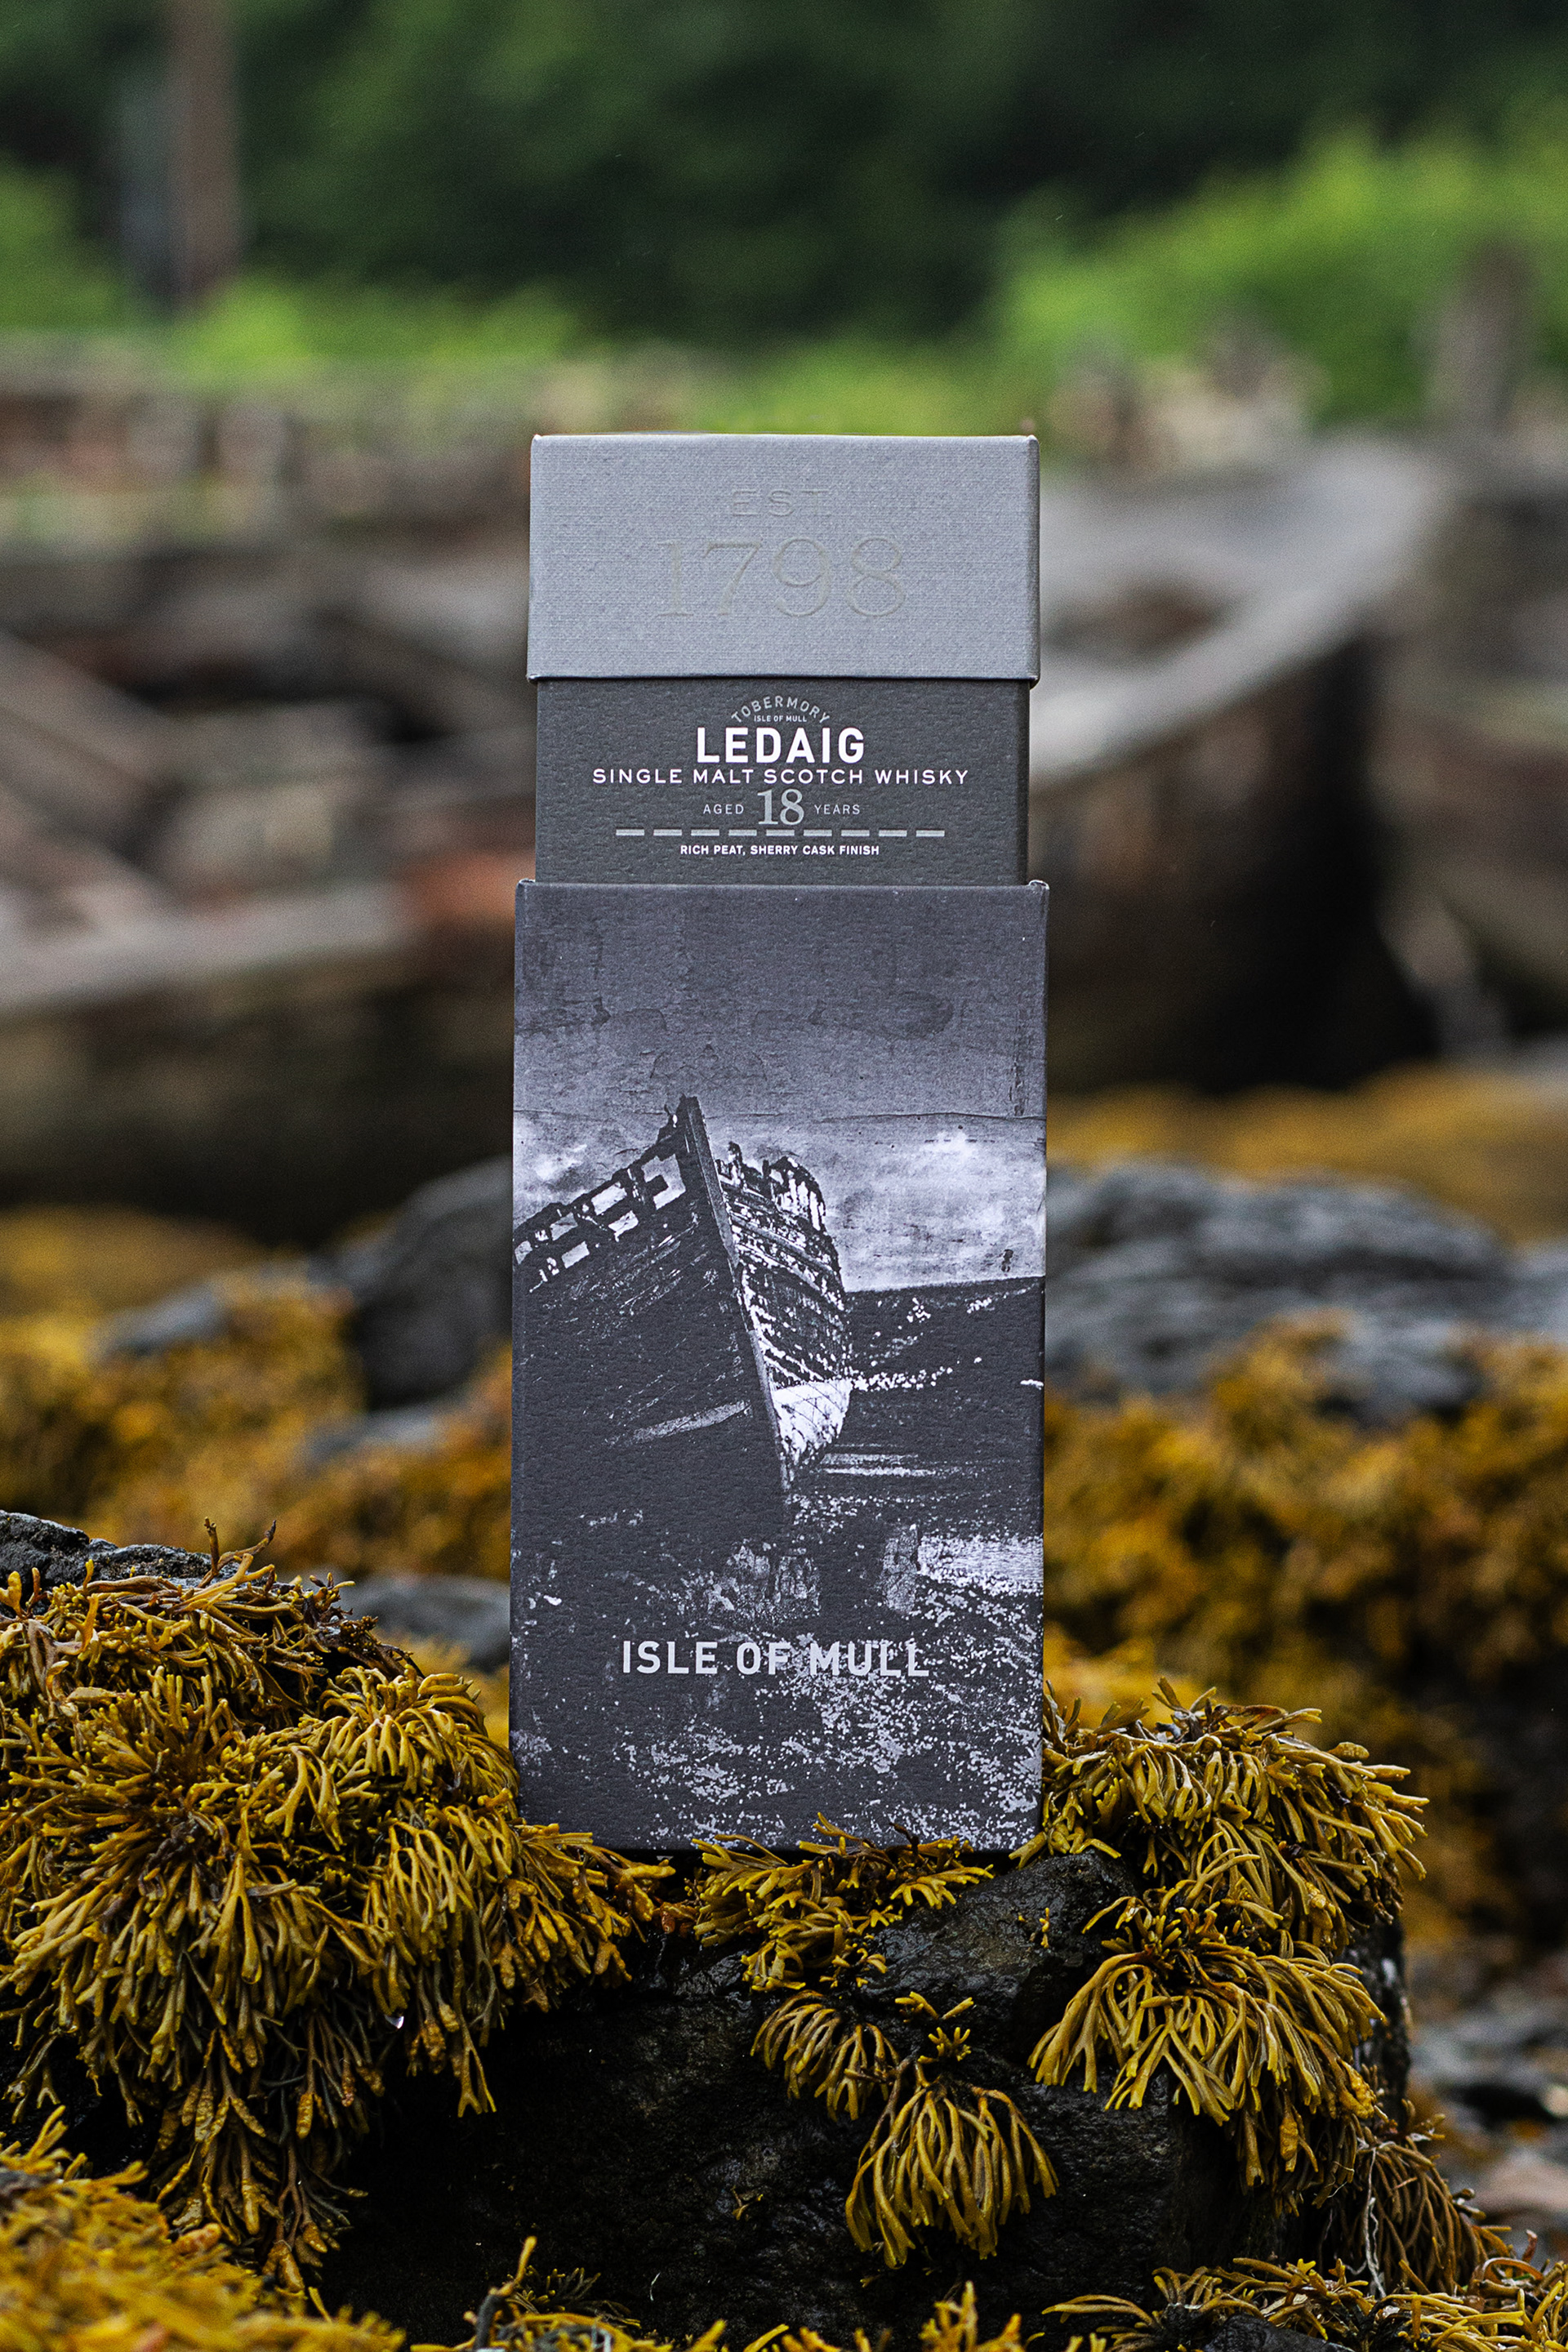 EST
1798
TOBERMORY
ISLE OF MULL
LEDAIG
SINGLE MALT SCOTCH WHISKY
AGED 18 YEARS
RICH PEAT, SHERRY CASK FINISH
ISLE OF MULL